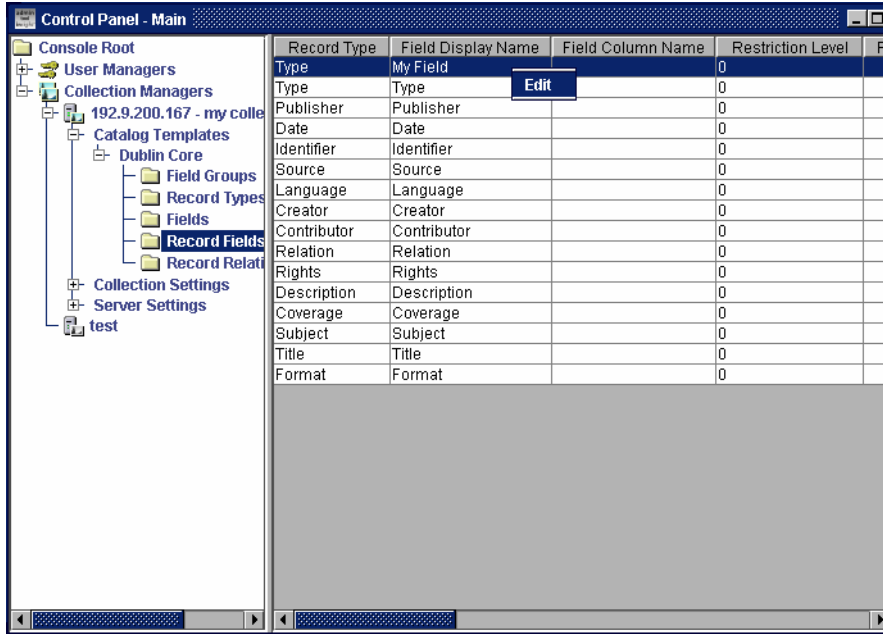 Control Panel - Main
Console Root
User Managers
Collection Managers
192.9.200.167 - my colle
Catalog Templates
Dublin Core
Field Groups
Record Types
Fields
Record Fields
Record Relati
Collection Settings
Server Settings
test
Record Type Field Display Name Field Column Name Restriction Level F
Type My Field 0
Edit
Type Type 0
Publisher Publisher 0
Date Date 0
Identifier Identifier 0
Source Source 0
Language Language 0
Creator Creator 0
Contributor Contributor 0
Relation Relation 0
Rights Rights 0
Description Description 0
Coverage Coverage 0
Subject Subject 0
Title Title 0
Format Format 0